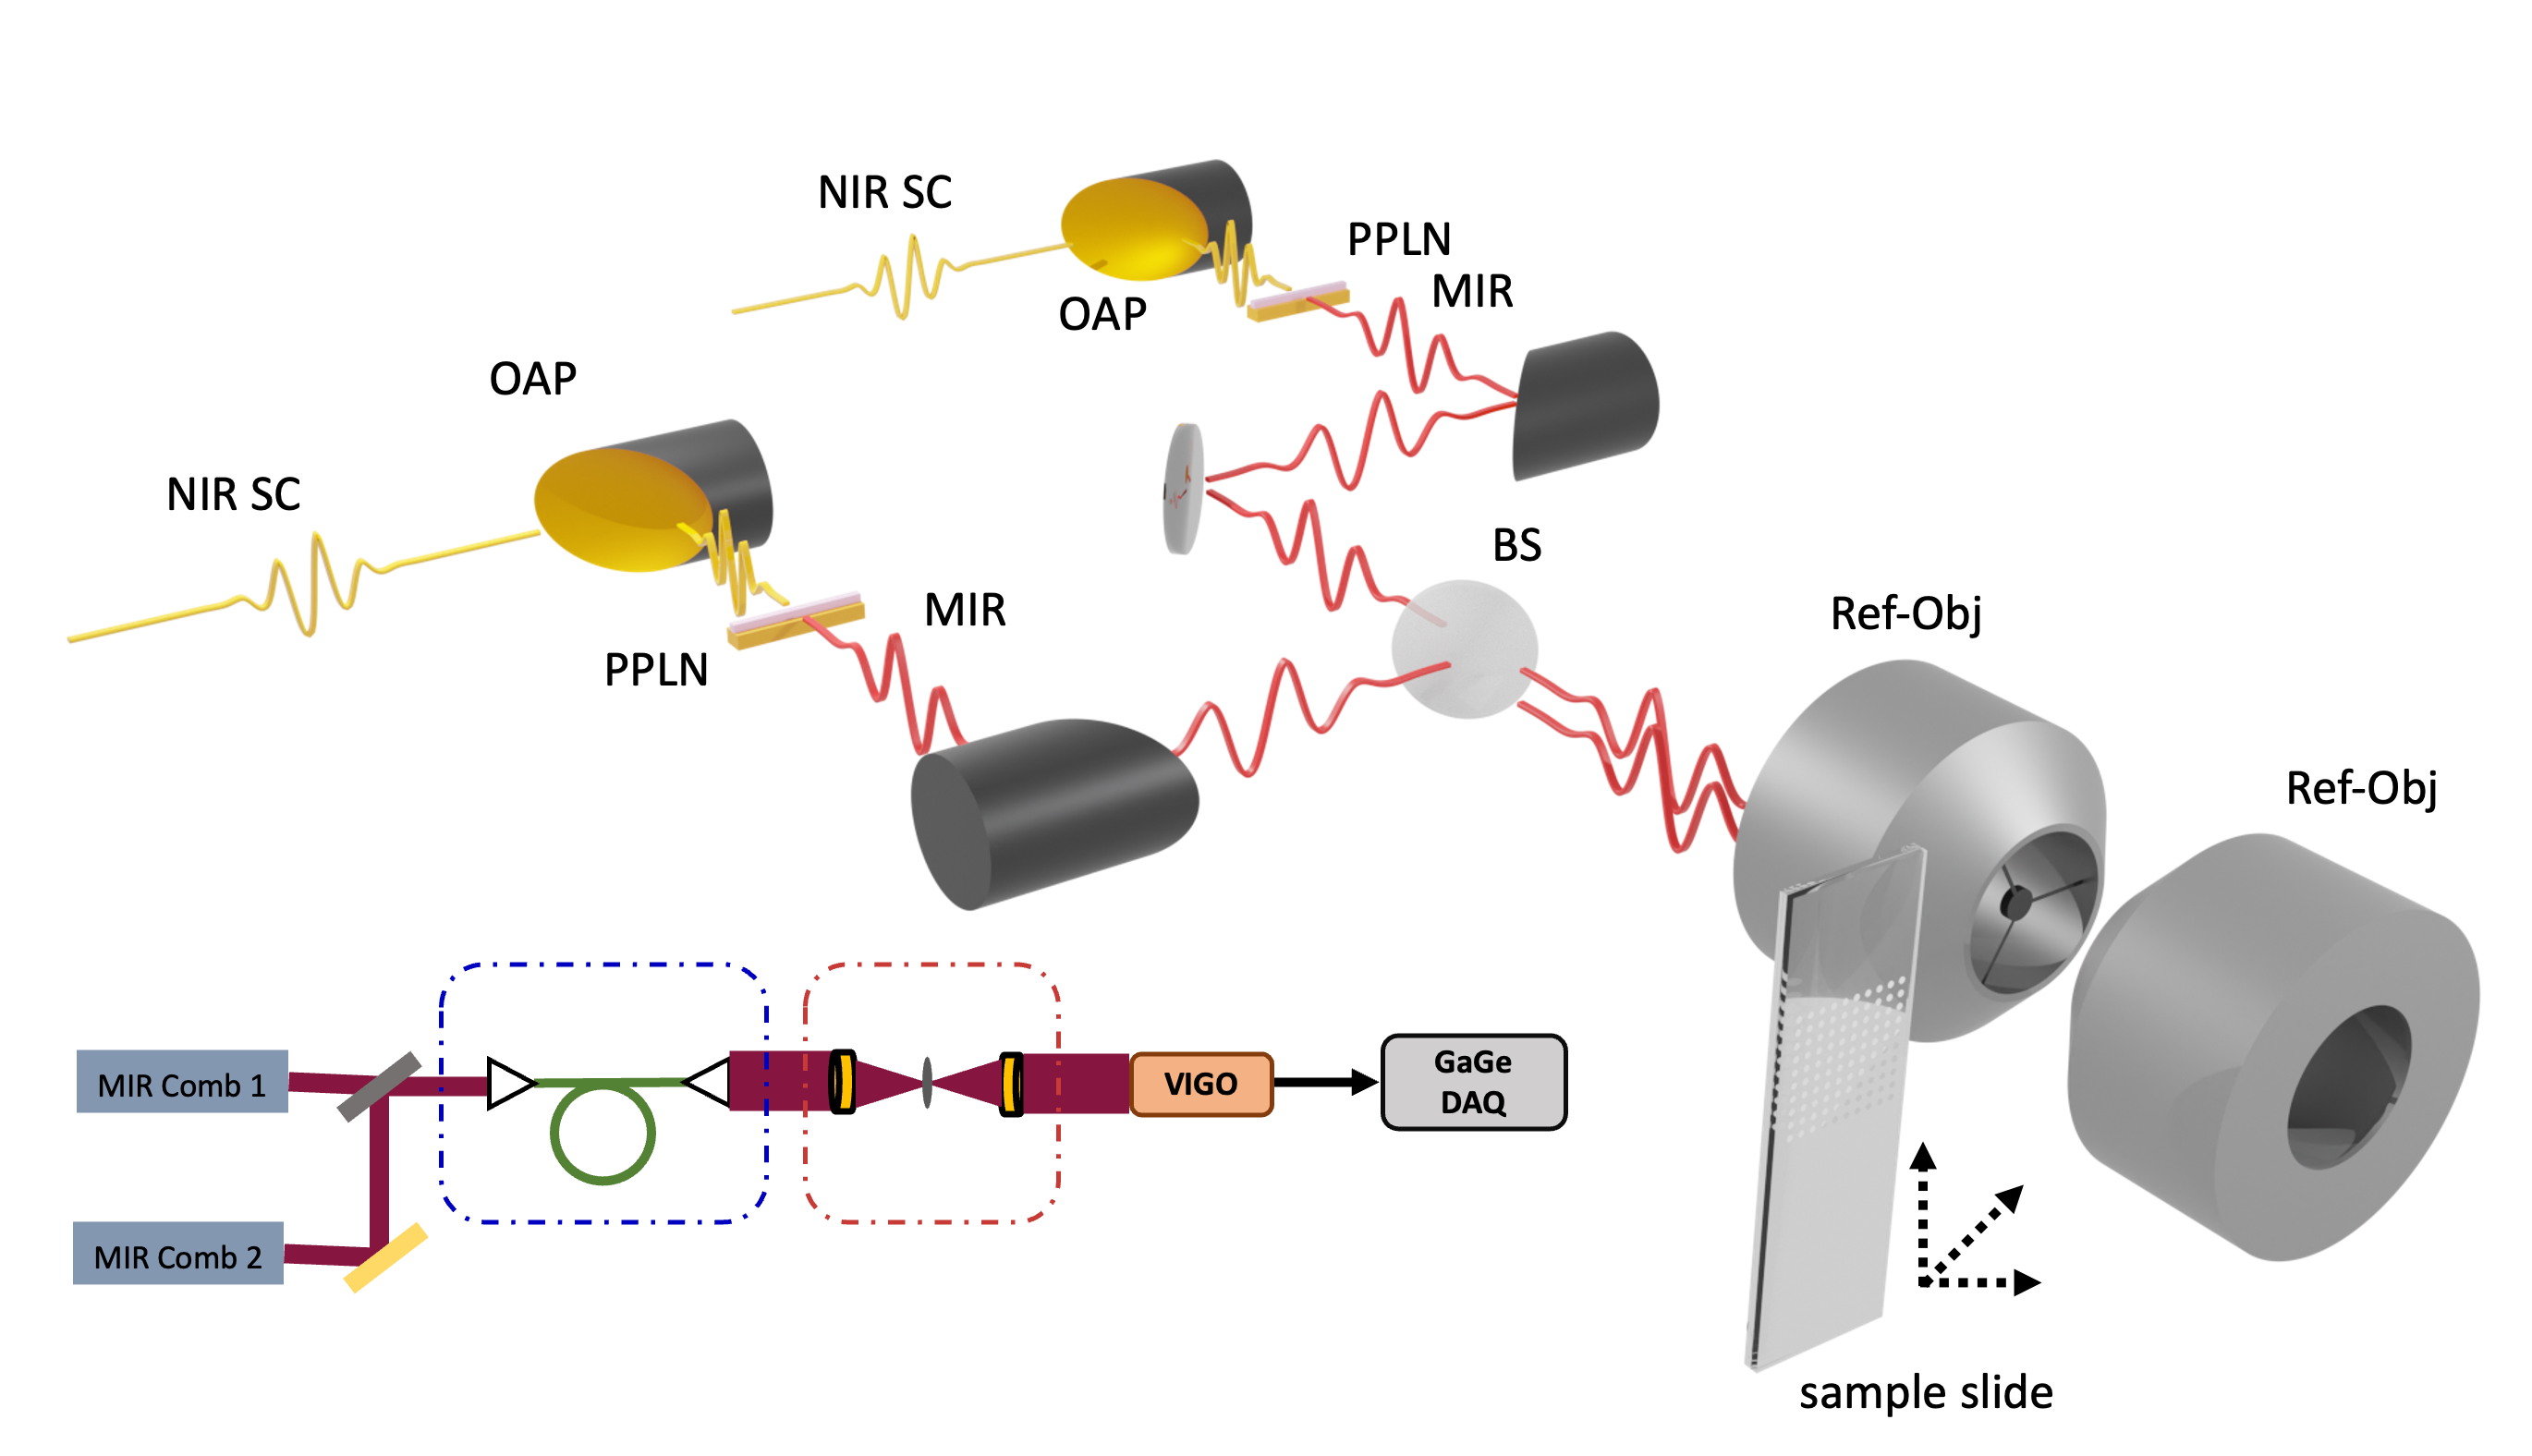 NIR SC
PPLN
MIR
OAP
OAP
NIR SC
BS
MIR
Ref-Obj
PPLN
Ref-Obj
MIR Comb 1
VIGO
GaGe
DAQ
MIR Comb 2
sample slide